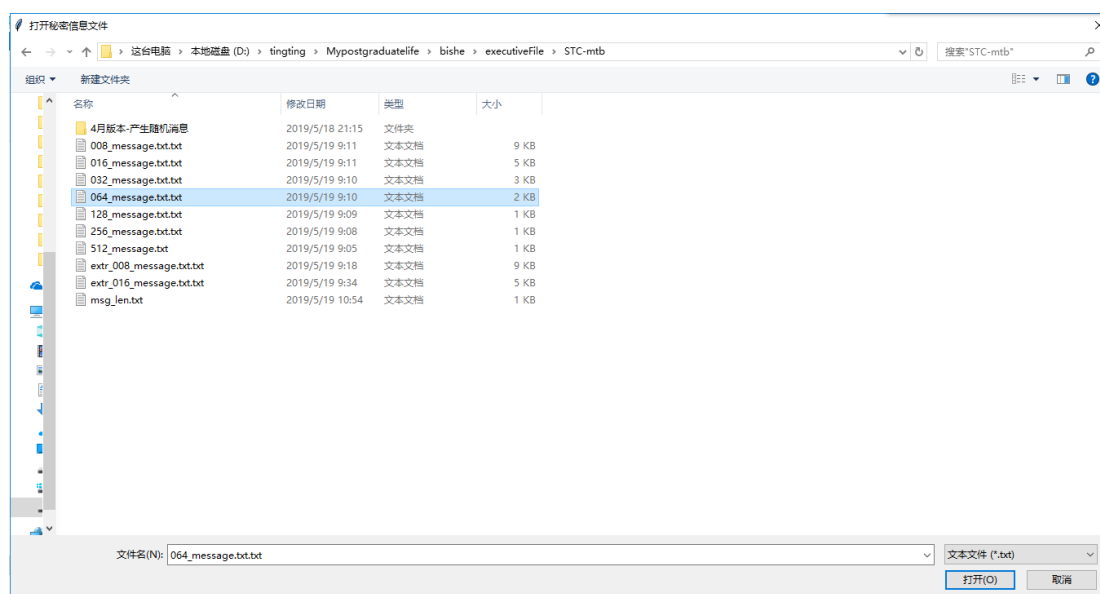 打开秘密信息文件
这台电脑 › 本地磁盘 (D:) › tingting › Mypostgraduatelife › bishe › executiveFile › STC-mtb 搜索"STC-mtb"
组织 新建文件夹
名称 修改日期 类型 大小
4月版本-产生随机消息 2019/5/18 21:15 文件夹
008_message.txt.txt 2019/5/19 9:11 文本文档 9 KB
016_message.txt.txt 2019/5/19 9:11 文本文档 5 KB
032_message.txt.txt 2019/5/19 9:10 文本文档 3 KB
064_message.txt.txt 2019/5/19 9:10 文本文档 2 KB
128_message.txt.txt 2019/5/19 9:09 文本文档 1 KB
256_message.txt.txt 2019/5/19 9:08 文本文档 1 KB
512_message.txt 2019/5/19 9:05 文本文档 1 KB
extr_008_message.txt.txt 2019/5/19 9:18 文本文档 9 KB
extr_016_message.txt.txt 2019/5/19 9:34 文本文档 5 KB
msg_len.txt 2019/5/19 10:54 文本文档 1 KB
文件名(N): 064_message.txt.txt 文本文件 (*.txt)
打开(O) 取消